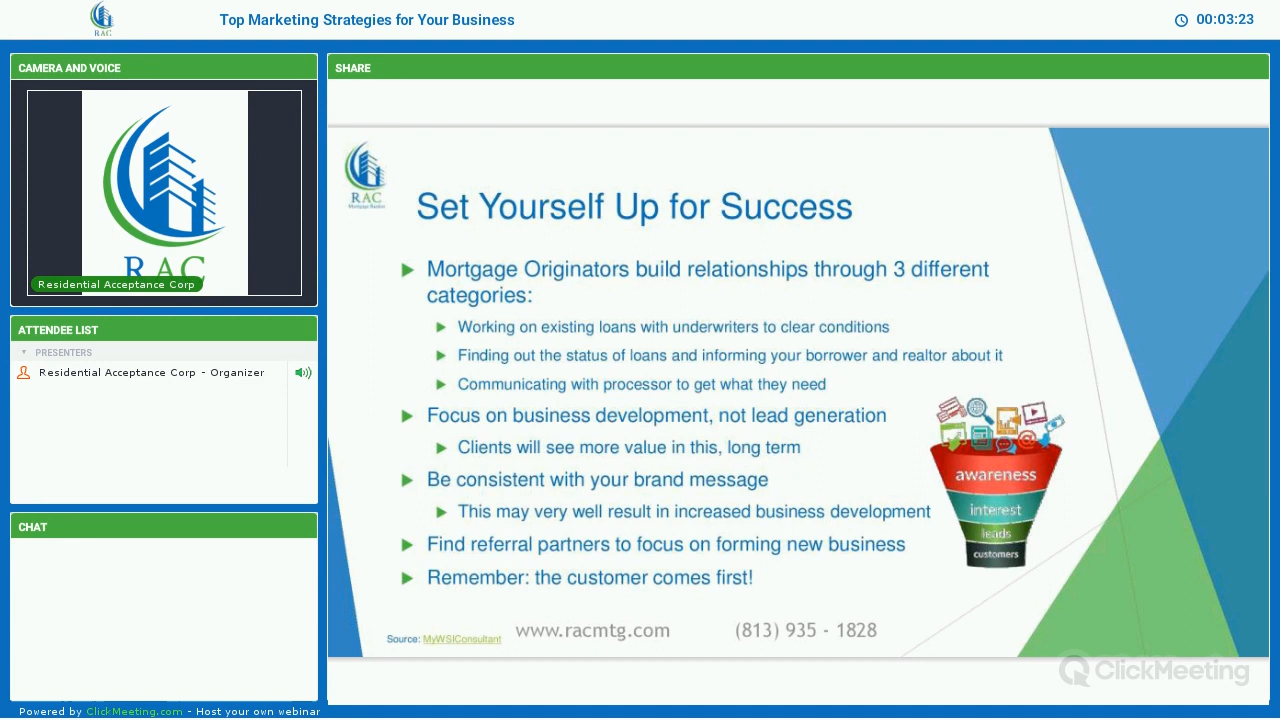 RAC
Top Marketing Strategies for Your Business
00:03:23
CAMERA AND VOICE
RAC
Residential Acceptance Corp
ATTENDEE LIST
PRESENTERS
Residential Acceptance Corp - Organizer
CHAT
Powered by ClickMeeting.com - Host your own webinar
SHARE
RAC
Mortgage Banker
Set Yourself Up for Success
Mortgage Originators build relationships through 3 different
categories:
Working on existing loans with underwriters to clear conditions
Finding out the status of loans and informing your borrower and realtor about it
Communicating with processor to get what they need
Focus on business development, not lead generation
Clients will see more value in this, long term
Be consistent with your brand message
This may very well result in increased business development
Find referral partners to focus on forming new business
Remember: the customer comes first!
awareness
interest
leads
customers
Source: MyWSIConsultant
www.racmtg.com
(813) 935 - 1828
ClickMeeting